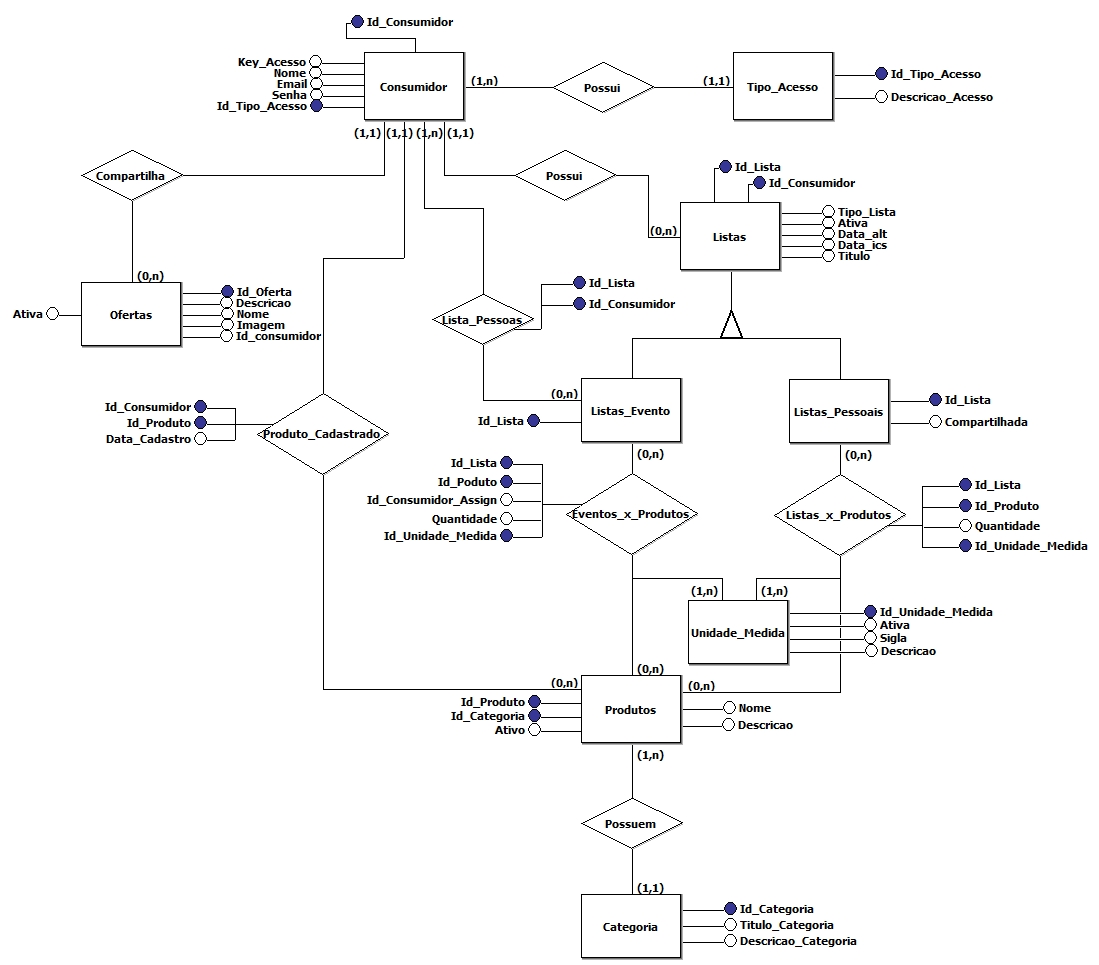 Id_Consumidor
Key_Acesso
Nome
Email
Senha
Id_Tipo_Acesso
Consumidor
(1,n)
Possui
(1,1)
Tipo_Acesso
Id_Tipo_Acesso
Descricao_Acesso
(1,1)
(1,1)
(1,n)
(1,1)
Compartilha
Possui
Id_Lista
Id_Consumidor
(0,n)
Listas
Tipo_Lista
Ativa
Data_alt
Data_ics
Titulo
(0,n)
Ativa
Ofertas
Id_Oferta
Descricao
Nome
Imagem
Id_consumidor
Lista_Pessoas
Id_Lista
Id_Consumidor
(0,n)
Id_Lista
Listas_Evento
(0,n)
Listas_Pessoais
Id_Lista
Compartilhada
(0,n)
Id_Consumidor
Id_Produto
Data_Cadastro
Produto_Cadastrado
Id_Lista
Id_Poduto
Id_Consumidor_Assign
Quantidade
Id_Unidade_Medida
Eventos_x_Produtos
Listas_x_Produtos
Id_Lista
Id_Produto
Quantidade
Id_Unidade_Medida
(1,n)
(1,n)
Unidade_Medida
Id_Unidade_Medida
Ativa
Sigla
Descricao
(0,n)
(0,n)
(0,n)
Id_Produto
Id_Categoria
Ativo
Produtos
Nome
Descricao
(1,n)
Possuem
(1,1)
Categoria
Id_Categoria
Titulo_Categoria
Descricao_Categoria